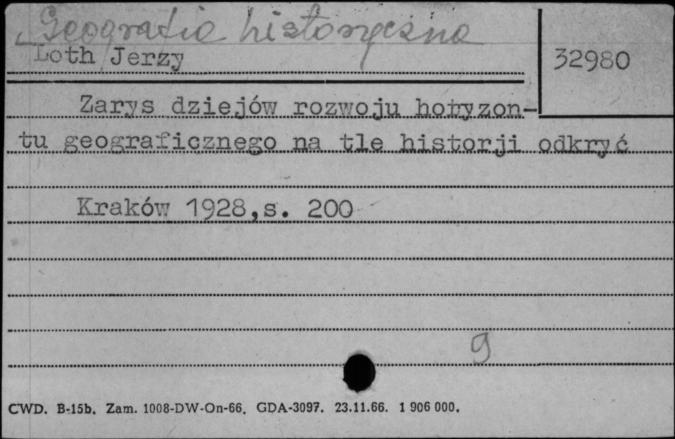 Geografia historyczna
Loth Jerzy
32980
Zarys dziejów rozwoju horyzon-
tu geograficznego na tle historji odkryć
Kraków 1928,s. 200
9
CWD. B-15b. Zam. 1008-DW-On-66. GDA-3097. 23.11.66. 1 906 000.